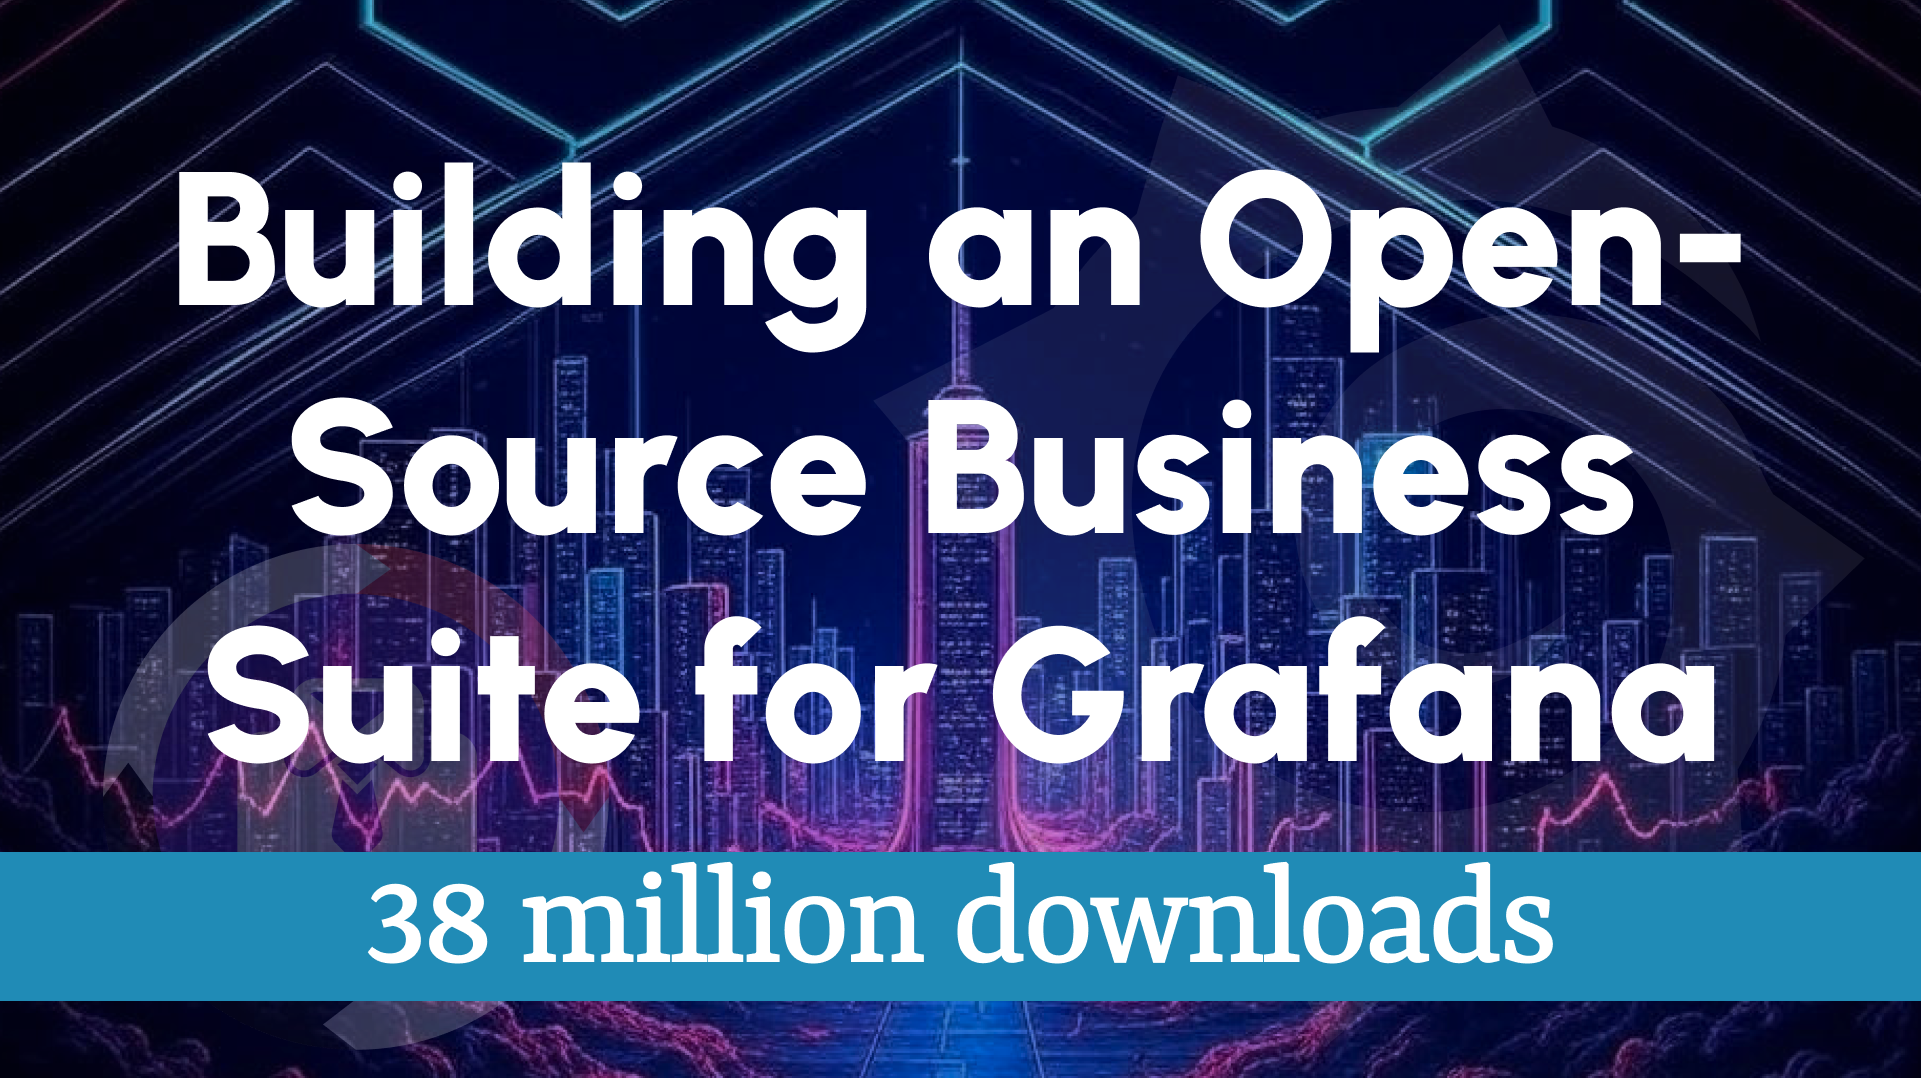 Building an Open-
Source Business
Suite for Grafana
38 million downloads